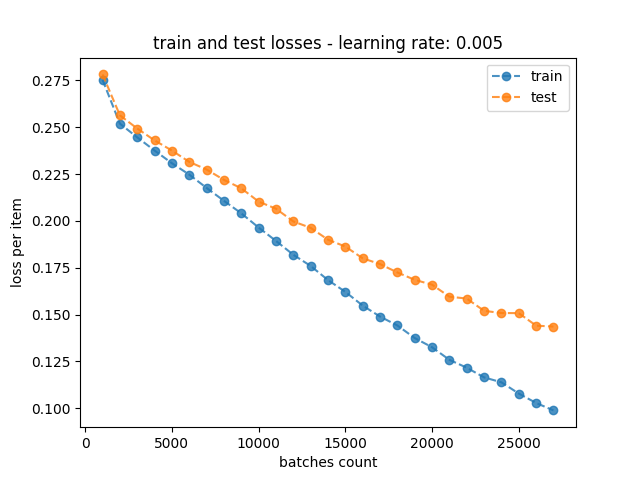 train and test losses - learning rate: 0.005
train
test
0.275
0.250
0.225
0.200
0.175
0.150
0.125
0.100
loss per item
0
5000
10000
15000
20000
25000
batches count